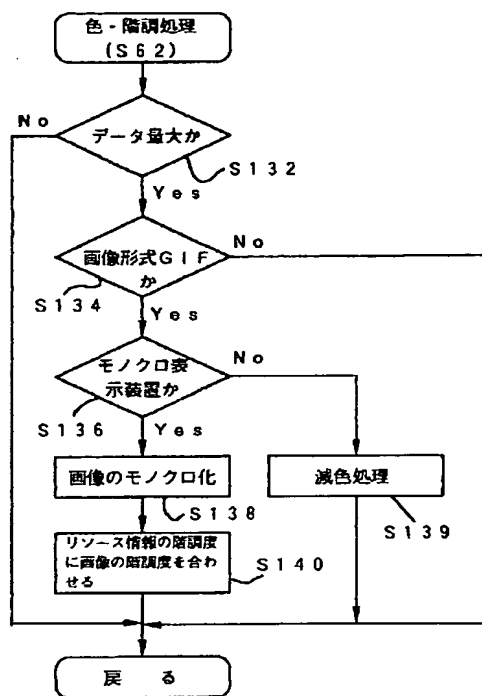 色・階調処理
(S62)
No
データ量大か
S132
Yes
画像形式GIF
か
No
S134
Yes
モノクロ表
示装置か
No
S136
Yes
画像のモノクロ化
減色処理
S138
S139
リソース情報の階調度
に画像の階調度を合わ
せる
S140
戻 る